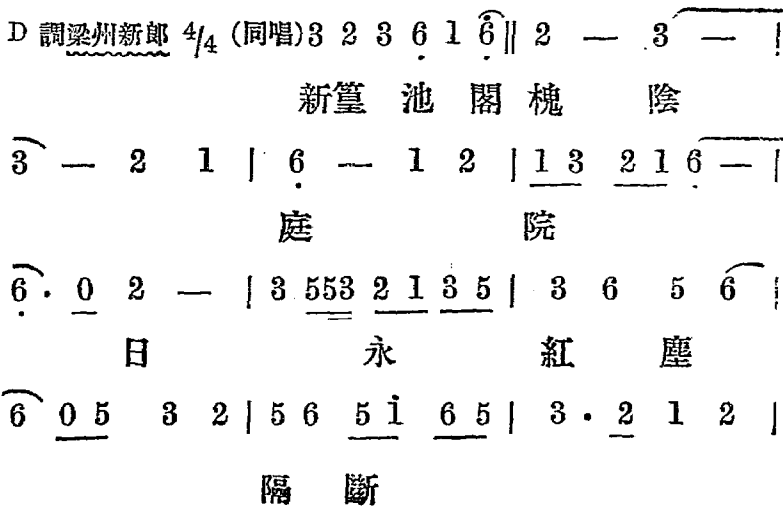 D 調梁州新郎 4/4 (同唱) 3 2 3 6̣ 1 6̣ ‖ 2 — 3 — |
新篁 池 閣 槐 陰
3 — 2 1 | 6̣ — 1 2 | 1 3 2 1 6̣ — |
庭 院
6̣ · 0 2 — | 3 553 2 1 3 5 | 3 6 5 6 |
日 永 紅 塵
6 0 5 3 2 | 5 6 5 i 6 5 | 3 · 2 1 2 |
隔 斷